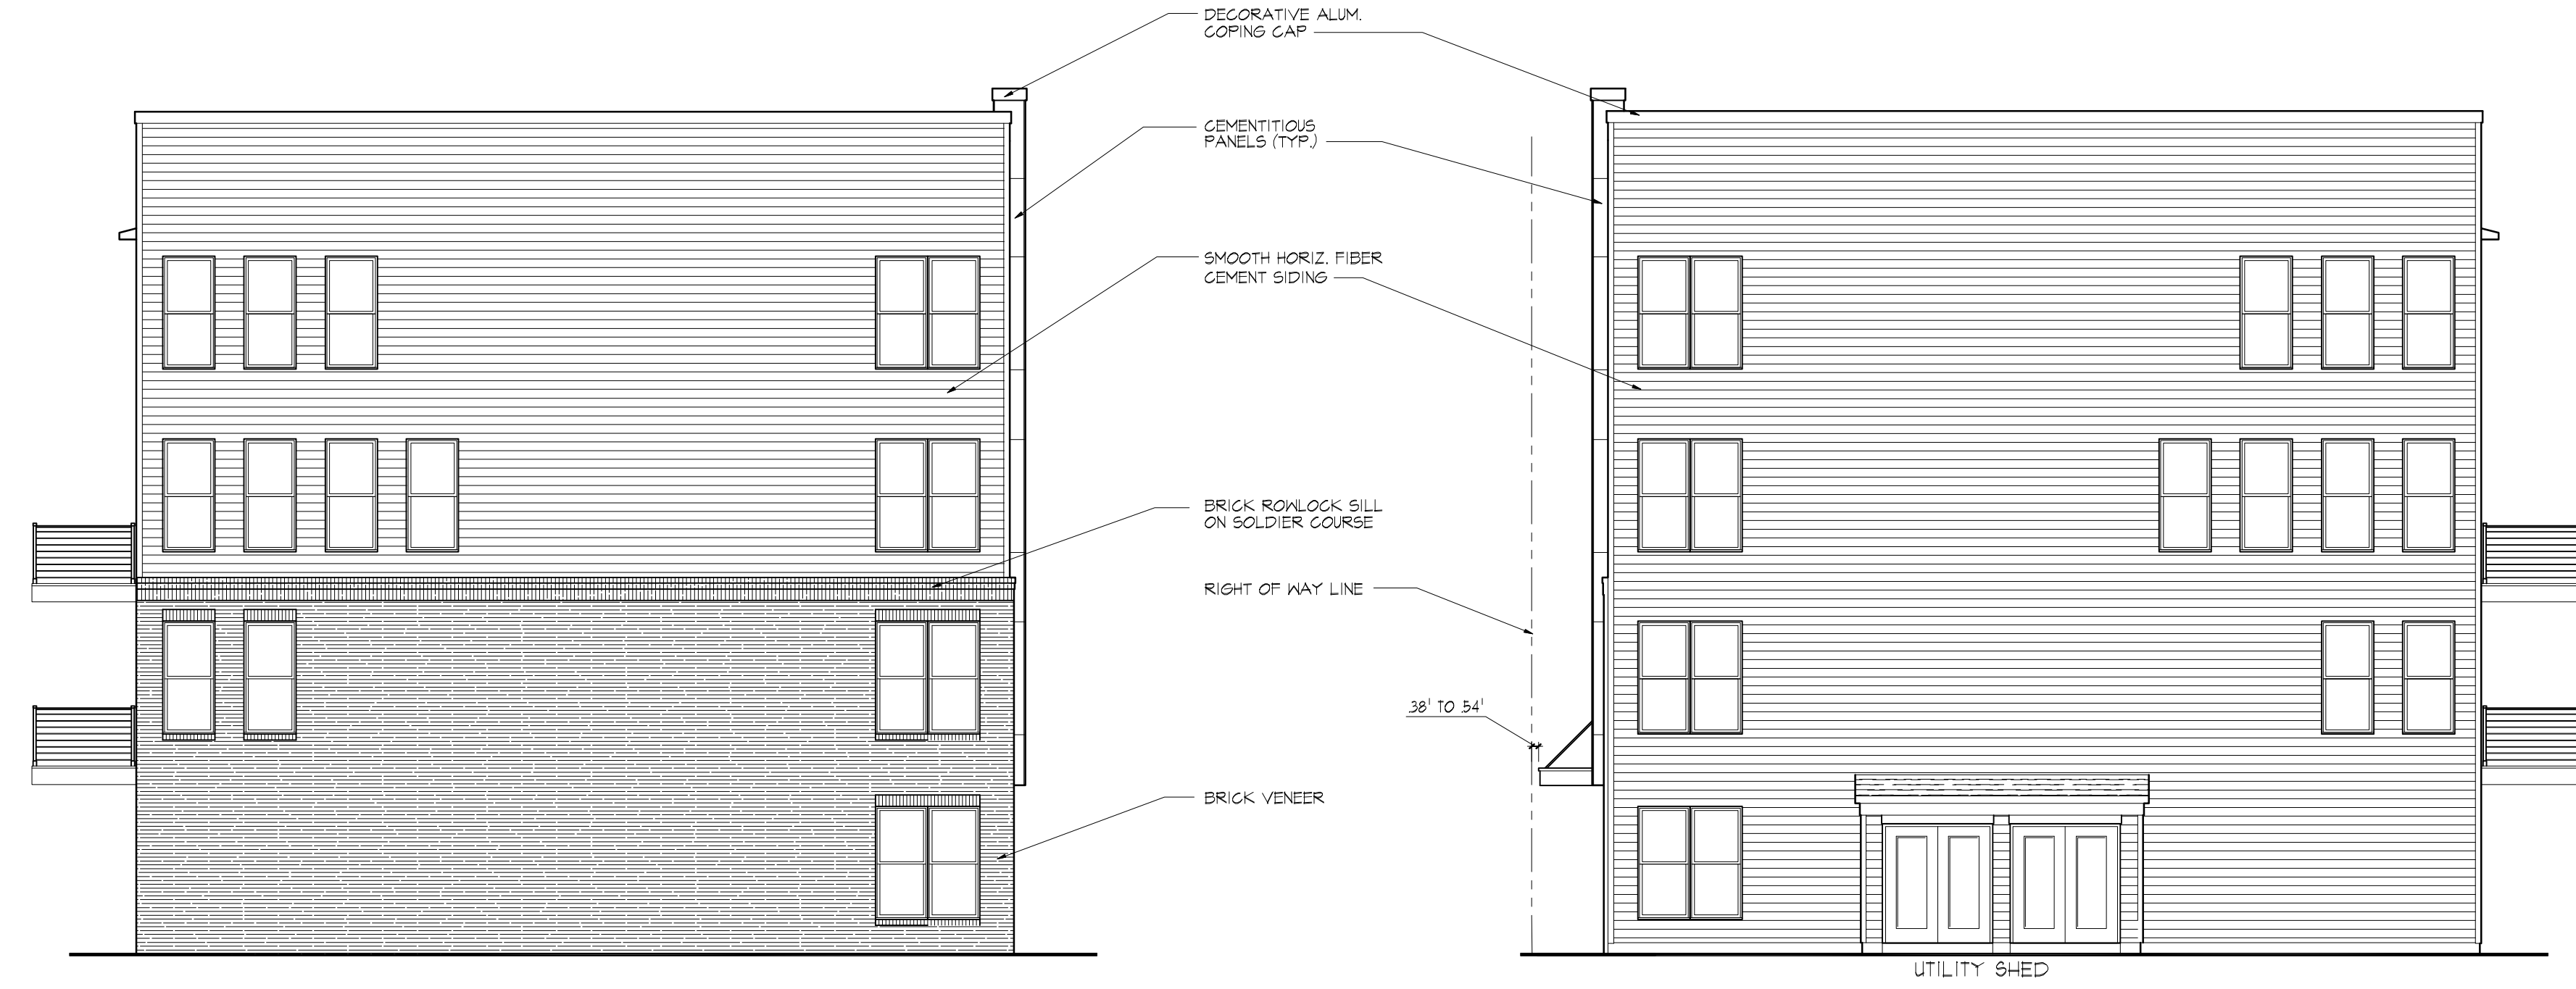 DECORATIVE ALUM.
COPING CAP
CEMENTITIOUS
PANELS (TYP.)
SMOOTH HORIZ. FIBER
CEMENT SIDING
BRICK ROWLOCK SILL
ON SOLDIER COURSE
RIGHT OF WAY LINE
.38' TO .54'
BRICK VENEER
UTILITY SHED